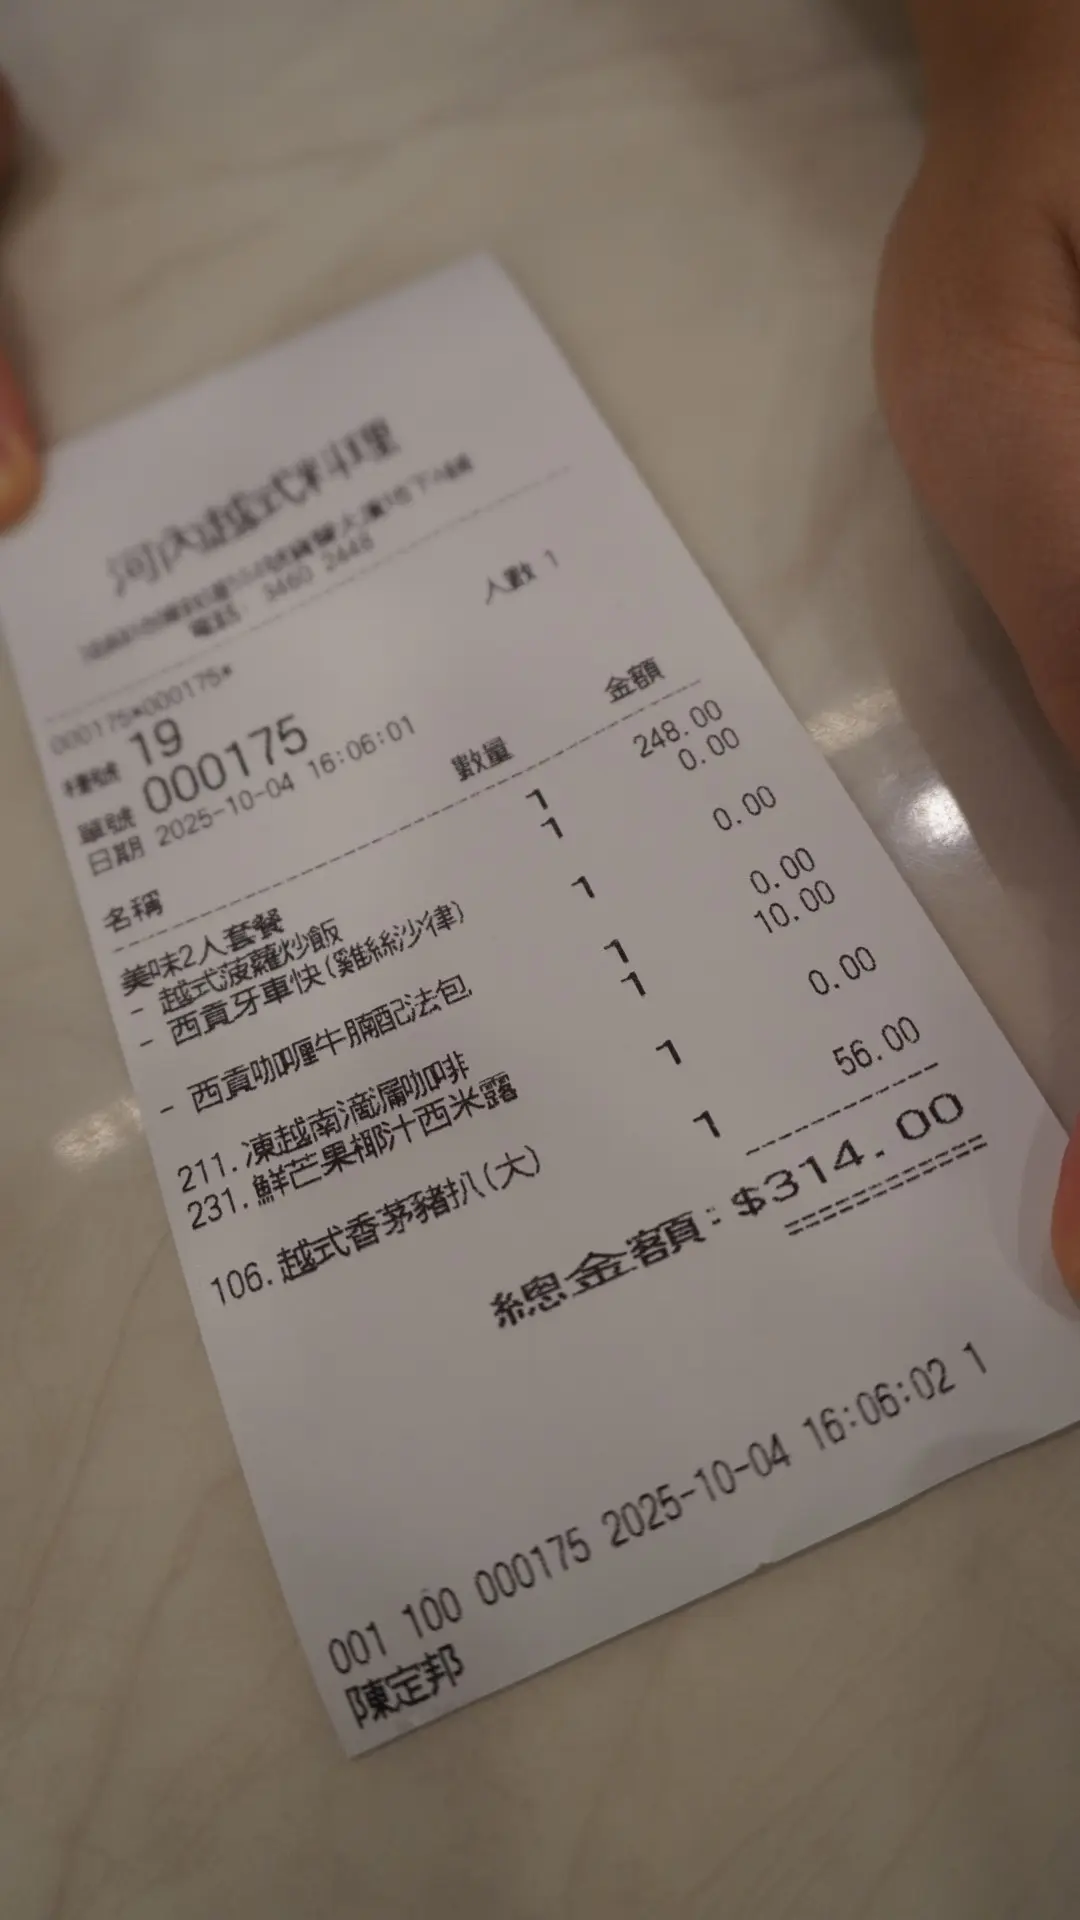 河內越式料理
電話: 3460 2448
人數 1
000175*000175*
19
單號 000175
日期 2025-10-04 16:06:01
名稱 數量 金額
美味2人套餐 1 248.00
- 越式菠蘿炒飯 1 0.00
- 西貢牙車快(雞絲沙律) 1 0.00
- 西貢咖喱牛腩配法包 1 0.00
211.凍越南滴漏咖啡 1 10.00
231.鮮芒果椰汁西米露 1 0.00
106.越式香茅豬扒(大) 1 56.00
總金額:$314.00
001 100 000175 2025-10-04 16:06:02 1
陳定邦